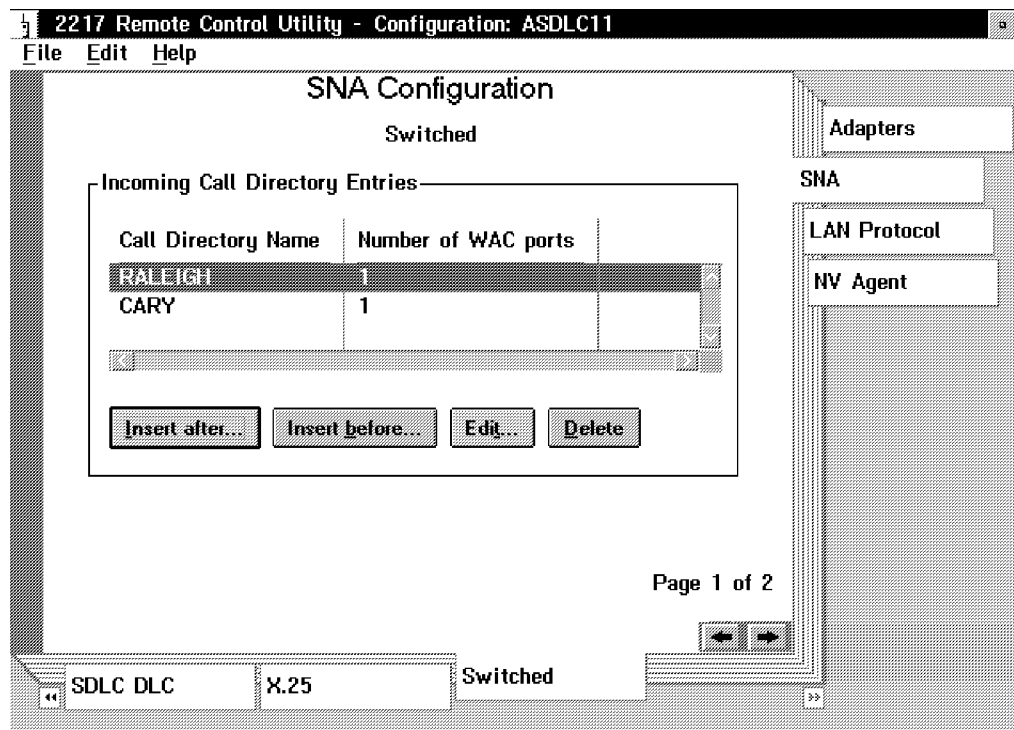 2217 Remote Control Utility - Configuration: ASDLC11
File Edit Help
SNA Configuration
Switched
Incoming Call Directory Entries
Call Directory Name Number of WAC ports
RALEIGH 1
CARY 1
Insert after... Insert before... Edit... Delete
Page 1 of 2
SDLC DLC X.25 Switched
Adapters
SNA
LAN Protocol
NV Agent